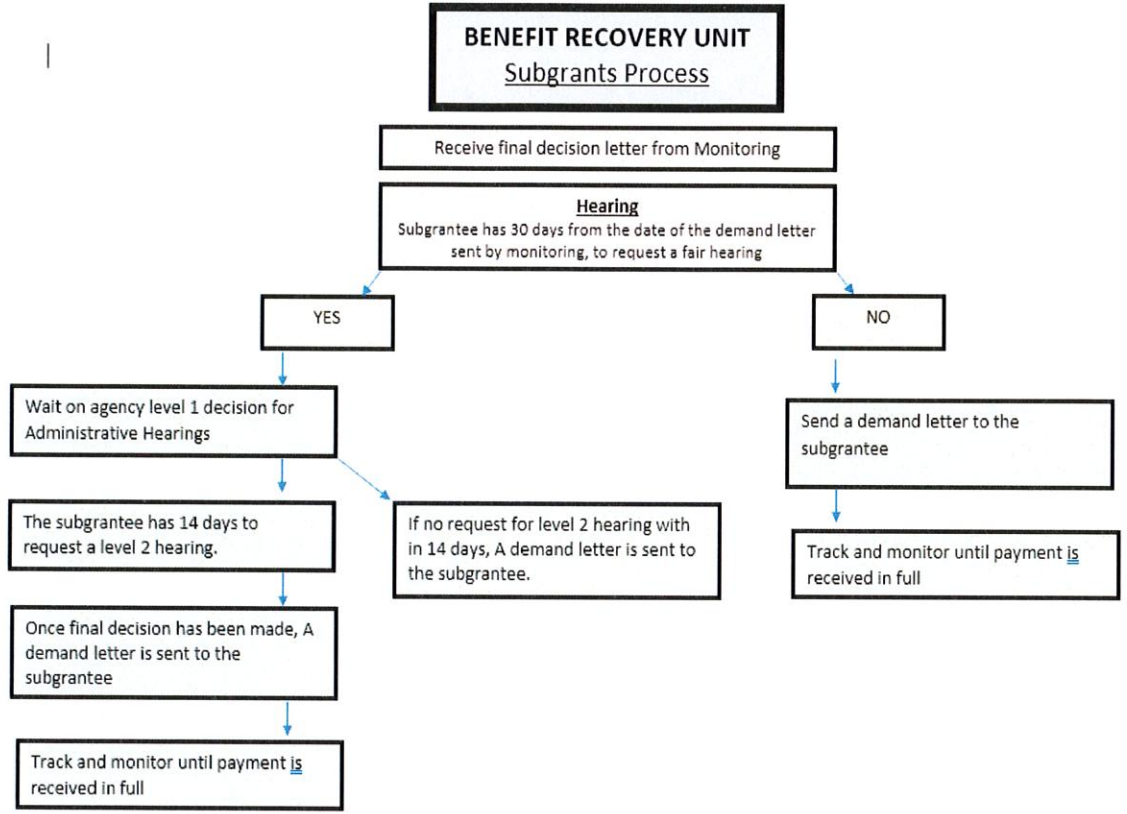 BENEFIT RECOVERY UNIT
Subgrants Process
Receive final decision letter from Monitoring
Hearing
Subgrantee has 30 days from the date of the demand letter
sent by monitoring, to request a fair hearing
YES
NO
Wait on agency level 1 decision for
Administrative Hearings
Send a demand letter to the
subgrantee
The subgrantee has 14 days to
request a level 2 hearing.
If no request for level 2 hearing with
in 14 days, A demand letter is sent to
the subgrantee.
Track and monitor until payment is
received in full
Once final decision has been made, A
demand letter is sent to the
subgrantee
Track and monitor until payment is
received in full